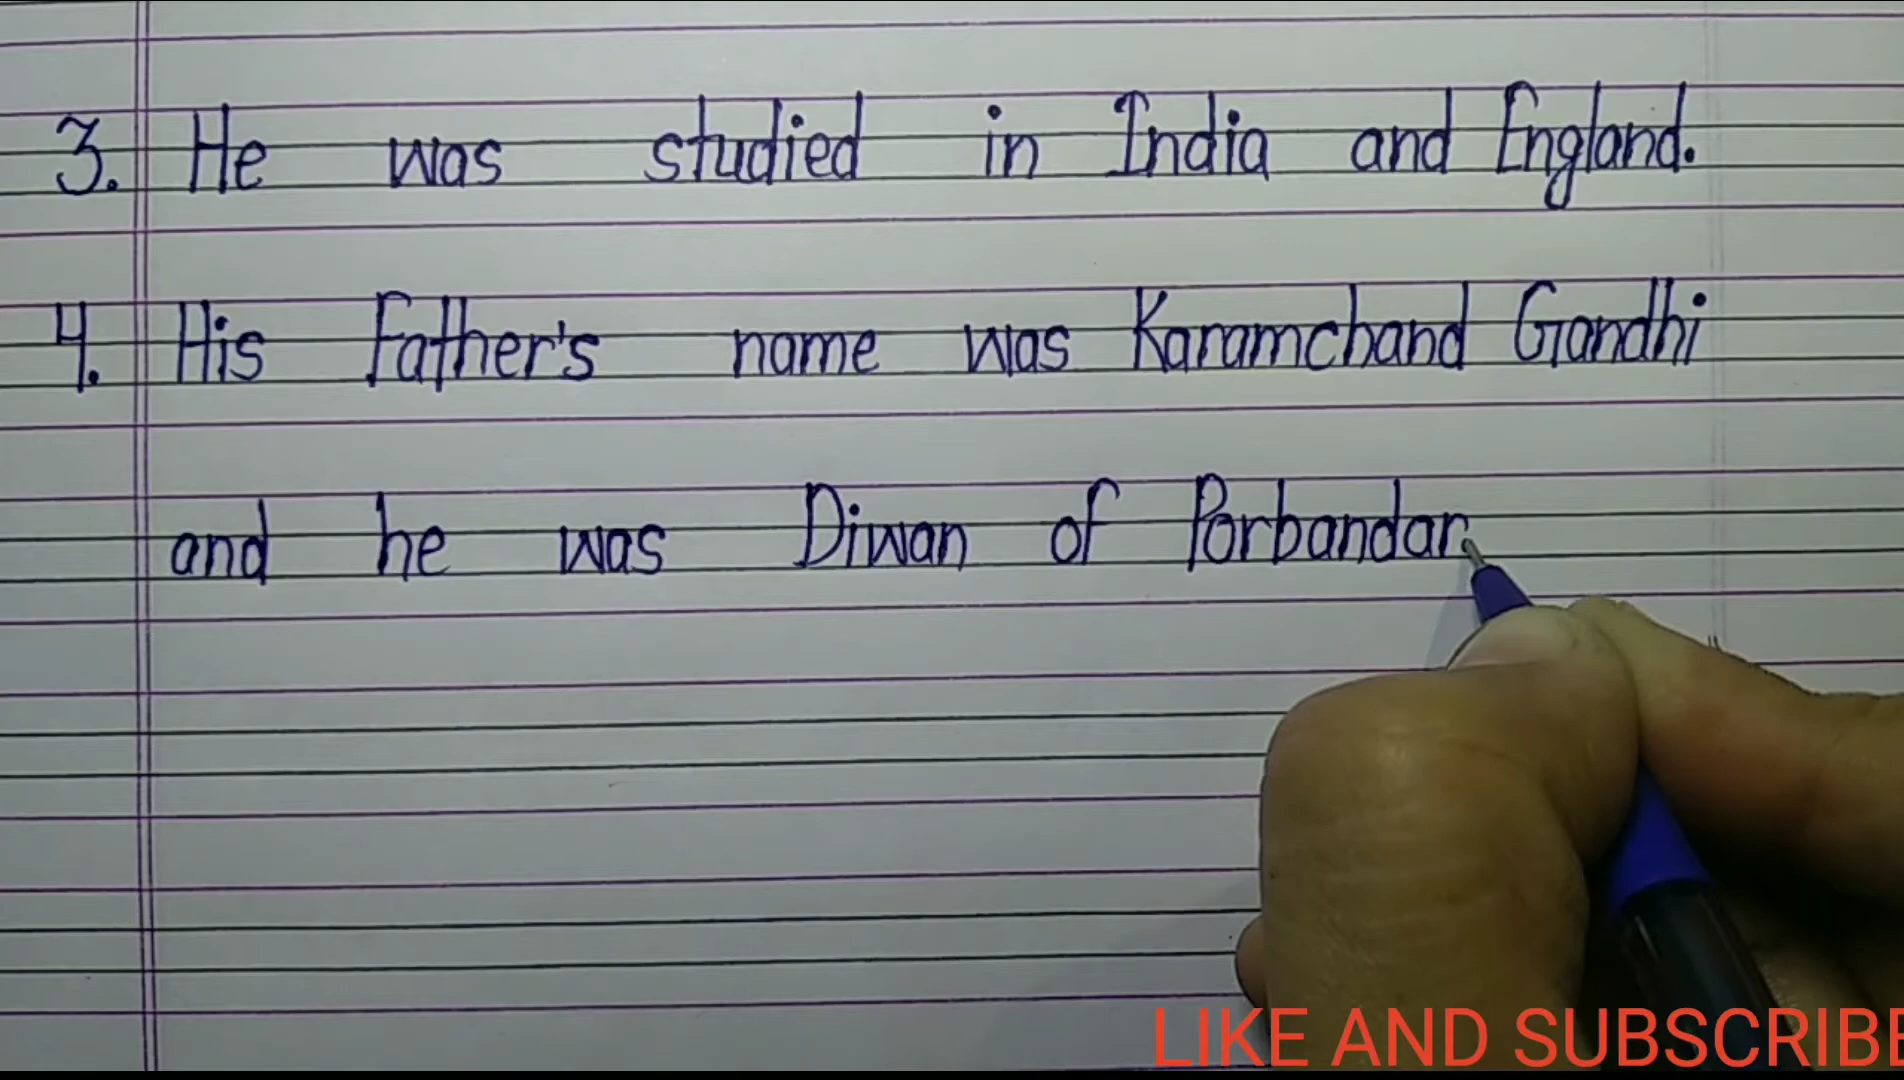 3. He was studied in India and England.
4. His Father's name was Karamchand Gandhi
and he was Diwan of Porbandar.
LIKE AND SUBSCRIBE